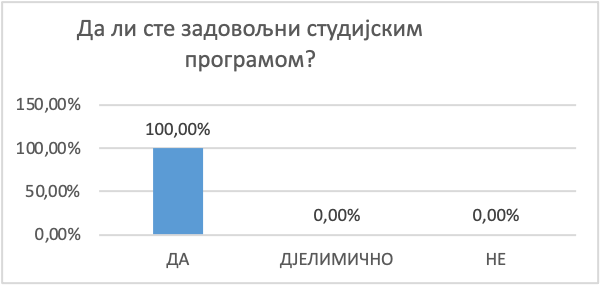 Да ли сте задовољни студијским
програмом?
150,00%
100,00%
50,00%
0,00%
100,00%
0,00%
0,00%
ДА
ДЈЕЛИМИЧНО
НЕ